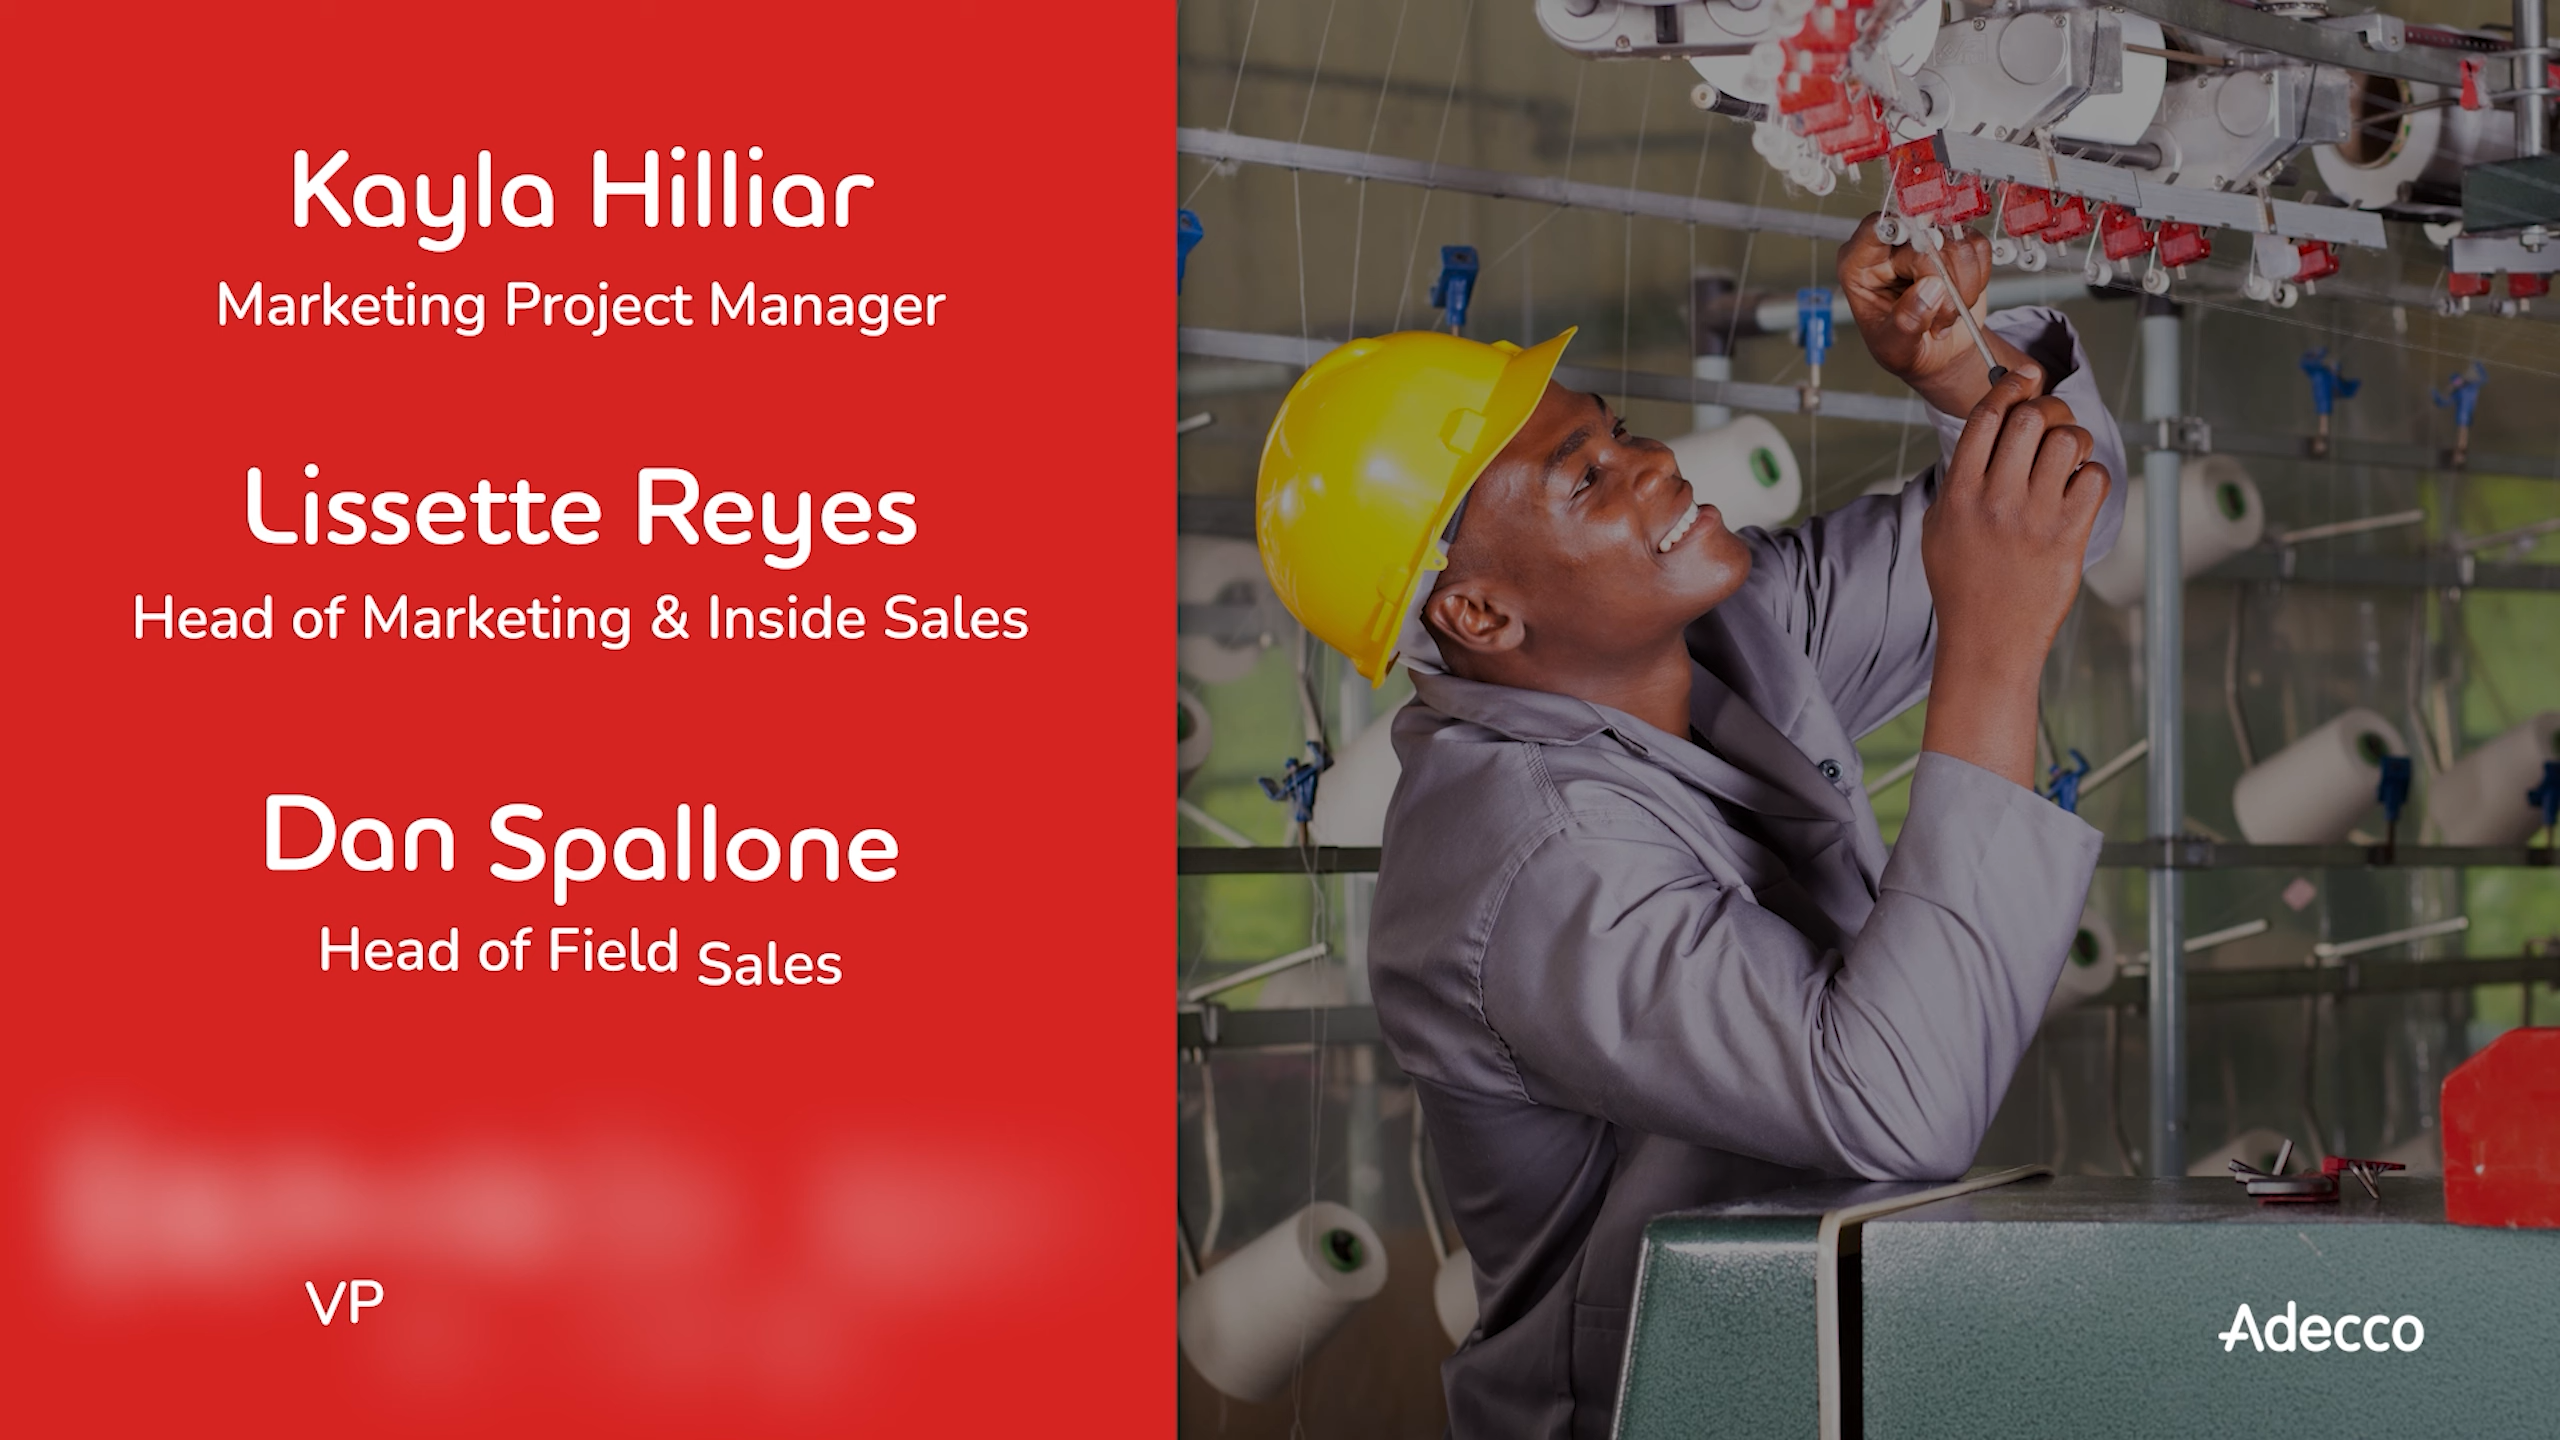 Kayla Hilliar
Marketing Project Manager
Lissette Reyes
Head of Marketing & Inside Sales
Dan Spallone
Head of Field Sales
VP
Adecco